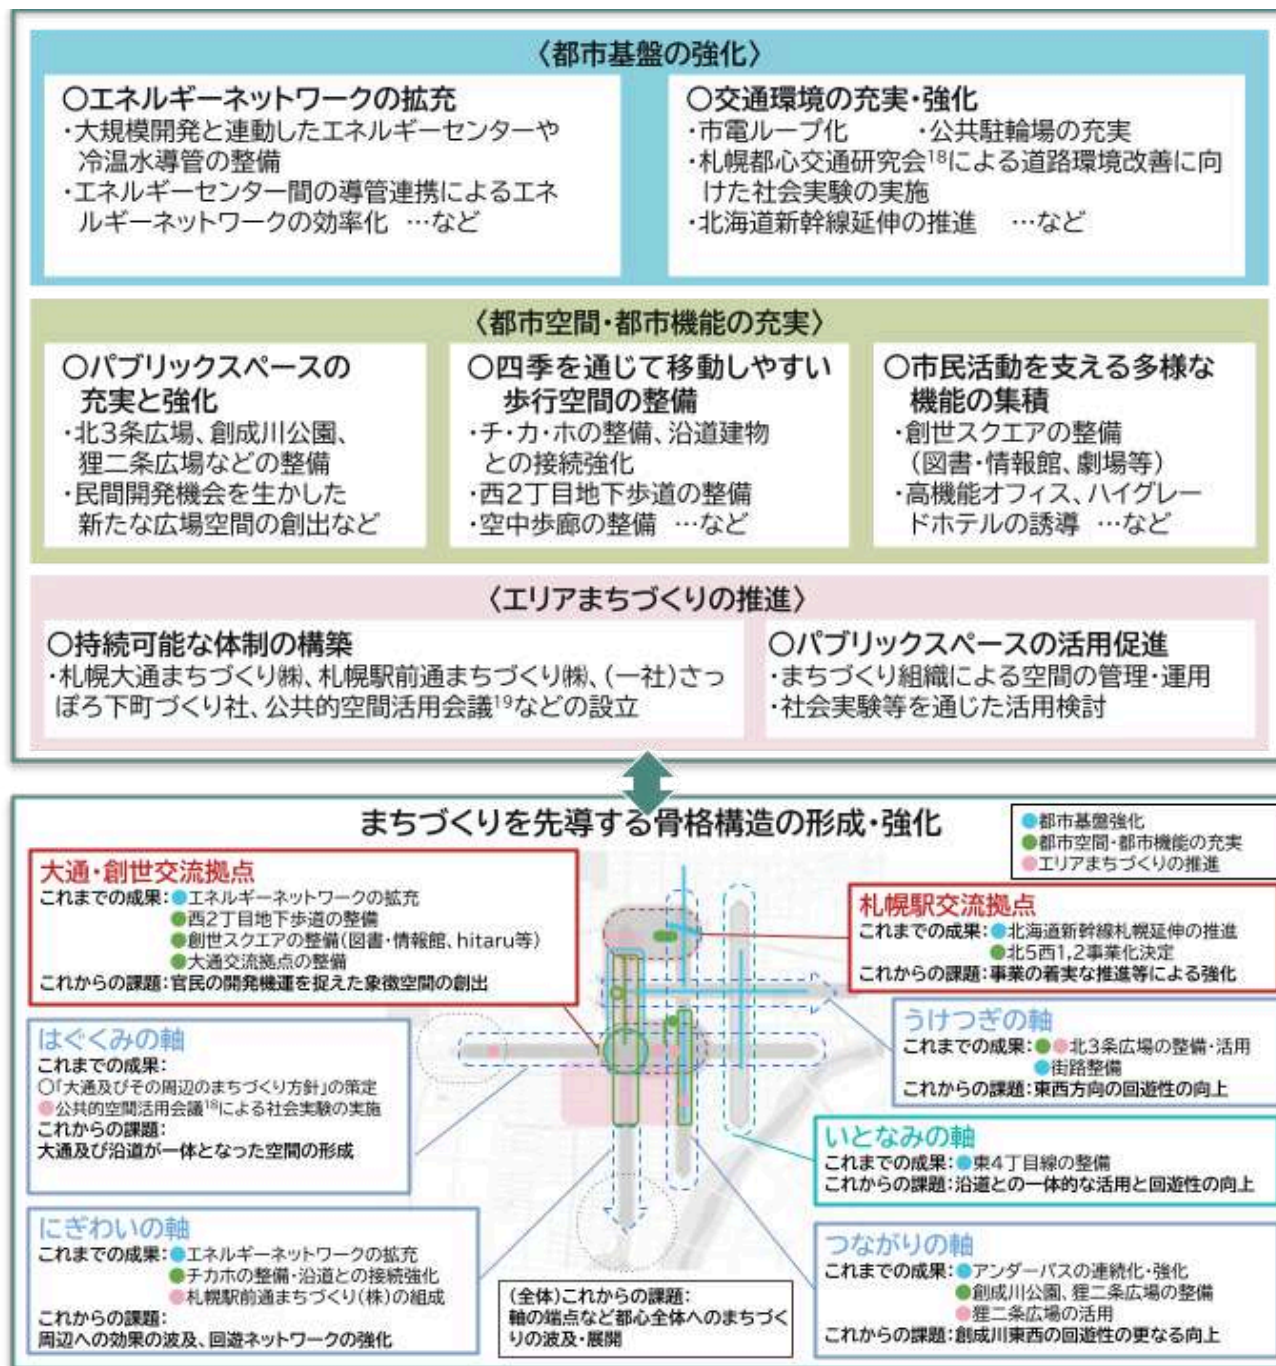 〈都市基盤の強化〉
〇エネルギーネットワークの拡充
・大規模開発と連動したエネルギーセンターや
冷温水導管の整備
・エネルギーセンター間の導管連携によるエネ
ルギーネットワークの効率化 …など
〇交通環境の充実・強化
・市電ループ化 ・公共駐輪場の充実
・札幌都心交通研究会¹⁸による道路環境改善に向
けた社会実験の実施
・北海道新幹線延伸の推進 …など
〈都市空間・都市機能の充実〉
〇パブリックスペースの
充実と強化
・北3条広場、創成川公園、
狸二条広場などの整備
・民間開発機会を生かした
新たな広場空間の創出など
〇四季を通じて移動しやすい
歩行空間の整備
・チ・カ・ホの整備、沿道建物
との接続強化
・西2丁目地下歩道の整備
・空中歩廊の整備 …など
〇市民活動を支える多様な
機能の集積
・創世スクエアの整備
（図書・情報館、劇場等）
・高機能オフィス、ハイグレー
ドホテルの誘導 …など
〈エリアまちづくりの推進〉
〇持続可能な体制の構築
・札幌大通まちづくり㈱、札幌駅前通まちづくり㈱、(一社)さっ
ぽろ下町づくり社、公共的空間活用会議¹⁹などの設立
〇パブリックスペースの活用促進
・まちづくり組織による空間の管理・運用
・社会実験等を通じた活用検討
まちづくりを先導する骨格構造の形成・強化
●都市基盤強化
●都市空間・都市機能の充実
●エリアまちづくりの推進
大通・創世交流拠点
これまでの成果：●エネルギーネットワークの拡充
●西2丁目地下歩道の整備
●創世スクエアの整備(図書・情報館、hitaru等)
●大通交流拠点の整備
これからの課題：官民の開発機運を捉えた象徴空間の創出
札幌駅交流拠点
これまでの成果：●北海道新幹線札幌延伸の推進
●北5西1,2事業化決定
これからの課題：事業の着実な推進等による強化
はぐくみの軸
これまでの成果：
〇「大通及びその周辺のまちづくり方針」の策定
●公共的空間活用会議¹⁸による社会実験の実施
これからの課題：
大通及び沿道が一体となった空間の形成
うけつぎの軸
これまでの成果：●●北3条広場の整備・活用
●街路整備
これからの課題：東西方向の回遊性の向上
いとなみの軸
これまでの成果：●東4丁目線の整備
これからの課題：沿道との一体的な活用と回遊性の向上
にぎわいの軸
これまでの成果：●エネルギーネットワークの拡充
●チカホの整備・沿道との接続強化
●札幌駅前通まちづくり(株)の組成
これからの課題：
周辺への効果の波及、回遊ネットワークの強化
(全体)これからの課題：
軸の端点など都心全体へのまちづく
りの波及・展開
つながりの軸
これまでの成果：●アンダーパスの連続化・強化
●創成川公園、狸二条広場の整備
●狸二条広場の活用
これからの課題：創成川東西の回遊性の更なる向上